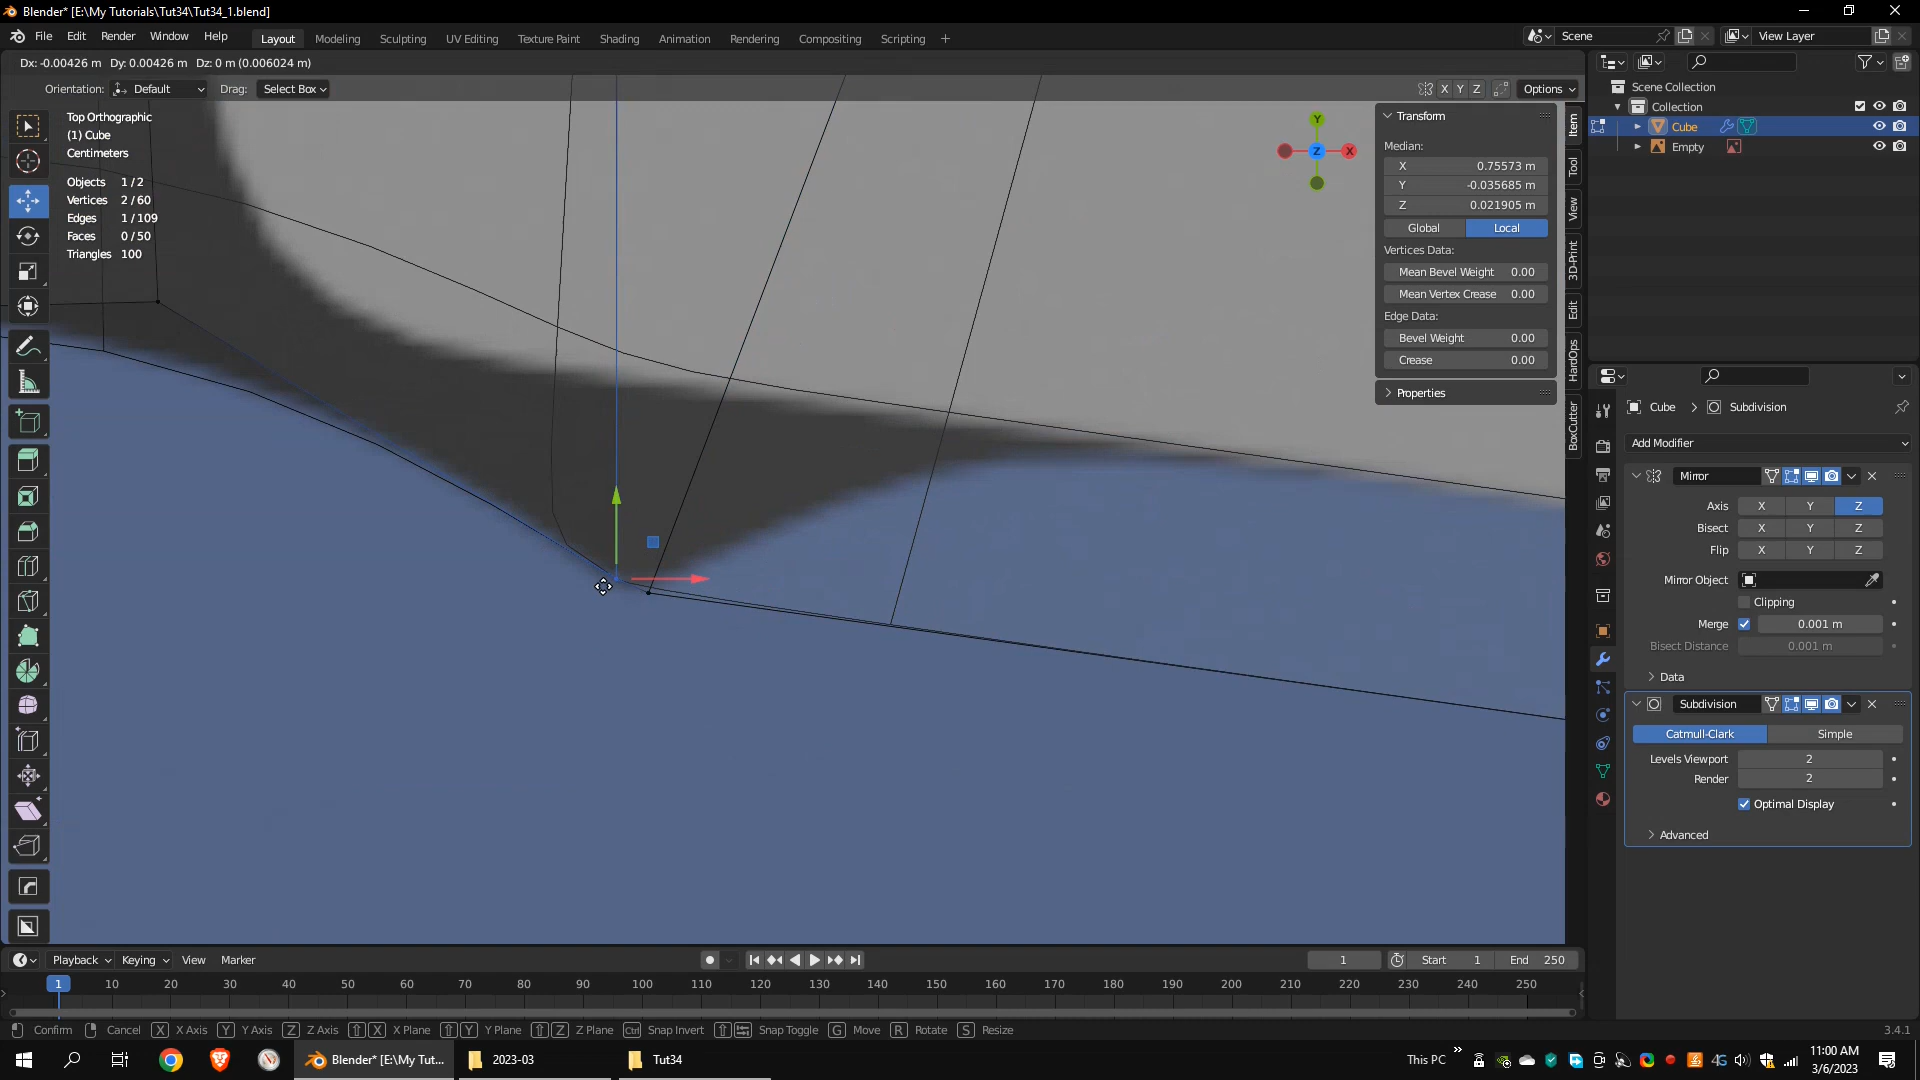 Blender* [E:\My Tutorials\Tut34\Tut34_1.blend]
File Edit Render Window Help Layout Modeling Sculpting UV Editing Texture Paint Shading Animation Rendering Compositing Scripting + Scene View Layer
Dx: -0.00426 m Dy: 0.00426 m Dz: 0 m (0.006024 m)
Orientation: Default Drag: Select Box X Y Z Options
Top Orthographic
(1) Cube
Centimeters
Objects 1/2
Vertices 2/60
Edges 1/109
Faces 0/50
Triangles 100
Y
Z X
Transform
Median:
X 0.75573 m
Y -0.035685 m
Z 0.021905 m
Global Local
Vertices Data:
Mean Bevel Weight 0.00
Mean Vertex Crease 0.00
Edge Data:
Bevel Weight 0.00
Crease 0.00
Properties
Item
Tool
View
3D-Print
Edit
HardOps
BoxCutter
Scene Collection
Collection
Cube
Empty
Cube > Subdivision
Add Modifier
Mirror
Axis X Y Z
Bisect X Y Z
Flip X Y Z
Mirror Object
Clipping
Merge 0.001 m
Bisect Distance 0.001 m
Data
Subdivision
Catmull-Clark Simple
Levels Viewport 2
Render 2
Optimal Display
Advanced
Playback Keying View Marker 1 Start 1 End 250
1 10 20 30 40 50 60 70 80 90 100 110 120 130 140 150 160 170 180 190 200 210 220 230 240 250
Confirm Cancel X X Axis Y Y Axis Z Z Axis X X Plane Y Y Plane Z Z Plane Ctrl Snap Invert Snap Toggle G Move R Rotate S Resize 3.4.1
Blender* [E:\My Tut... 2023-03 Tut34 This PC 4G 11:00 AM
3/6/2023